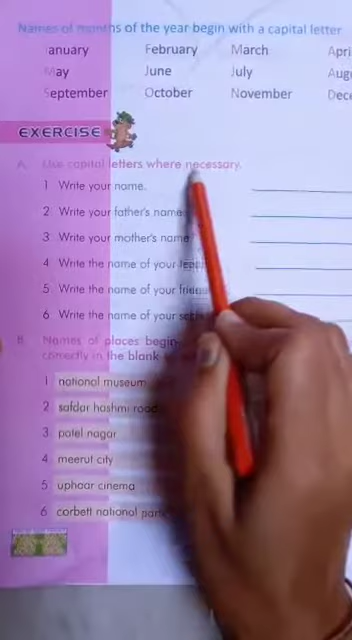 Names of months of the year begin with a capital letter
January February March
May June July
September October November
EXERCISE
A. Use capital letters where necessary.
1 Write your name.
2 Write your father's name
3 Write your mother's name
4 Write the name of your
5 Write the name of your
6 Write the name of your
B. Names of places begin
correctly in the blank
1 national museum
2 safdar hashmi road
3 patel nagar
4 meerut city
5 uphaar cinema
6 corbett national park